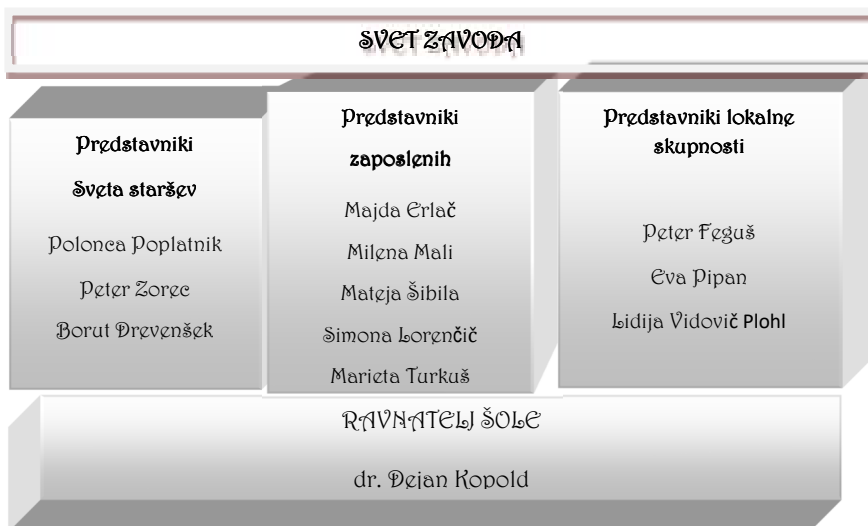 SVET ZAVODA
Predstavniki
Sveta staršev
Polonca Poplatnik
Peter Zorec
Borut Drevenšek
Predstavniki
zaposlenih
Majda Erlač
Milena Mali
Mateja Šibila
Simona Lorenčič
Marieta Turkuš
Predstavniki lokalne
skupnosti
Peter Feguš
Eva Pipan
Lidija Vidovič Plohl
RAVNATELJ ŠOLE
dr. Dejan Kopold